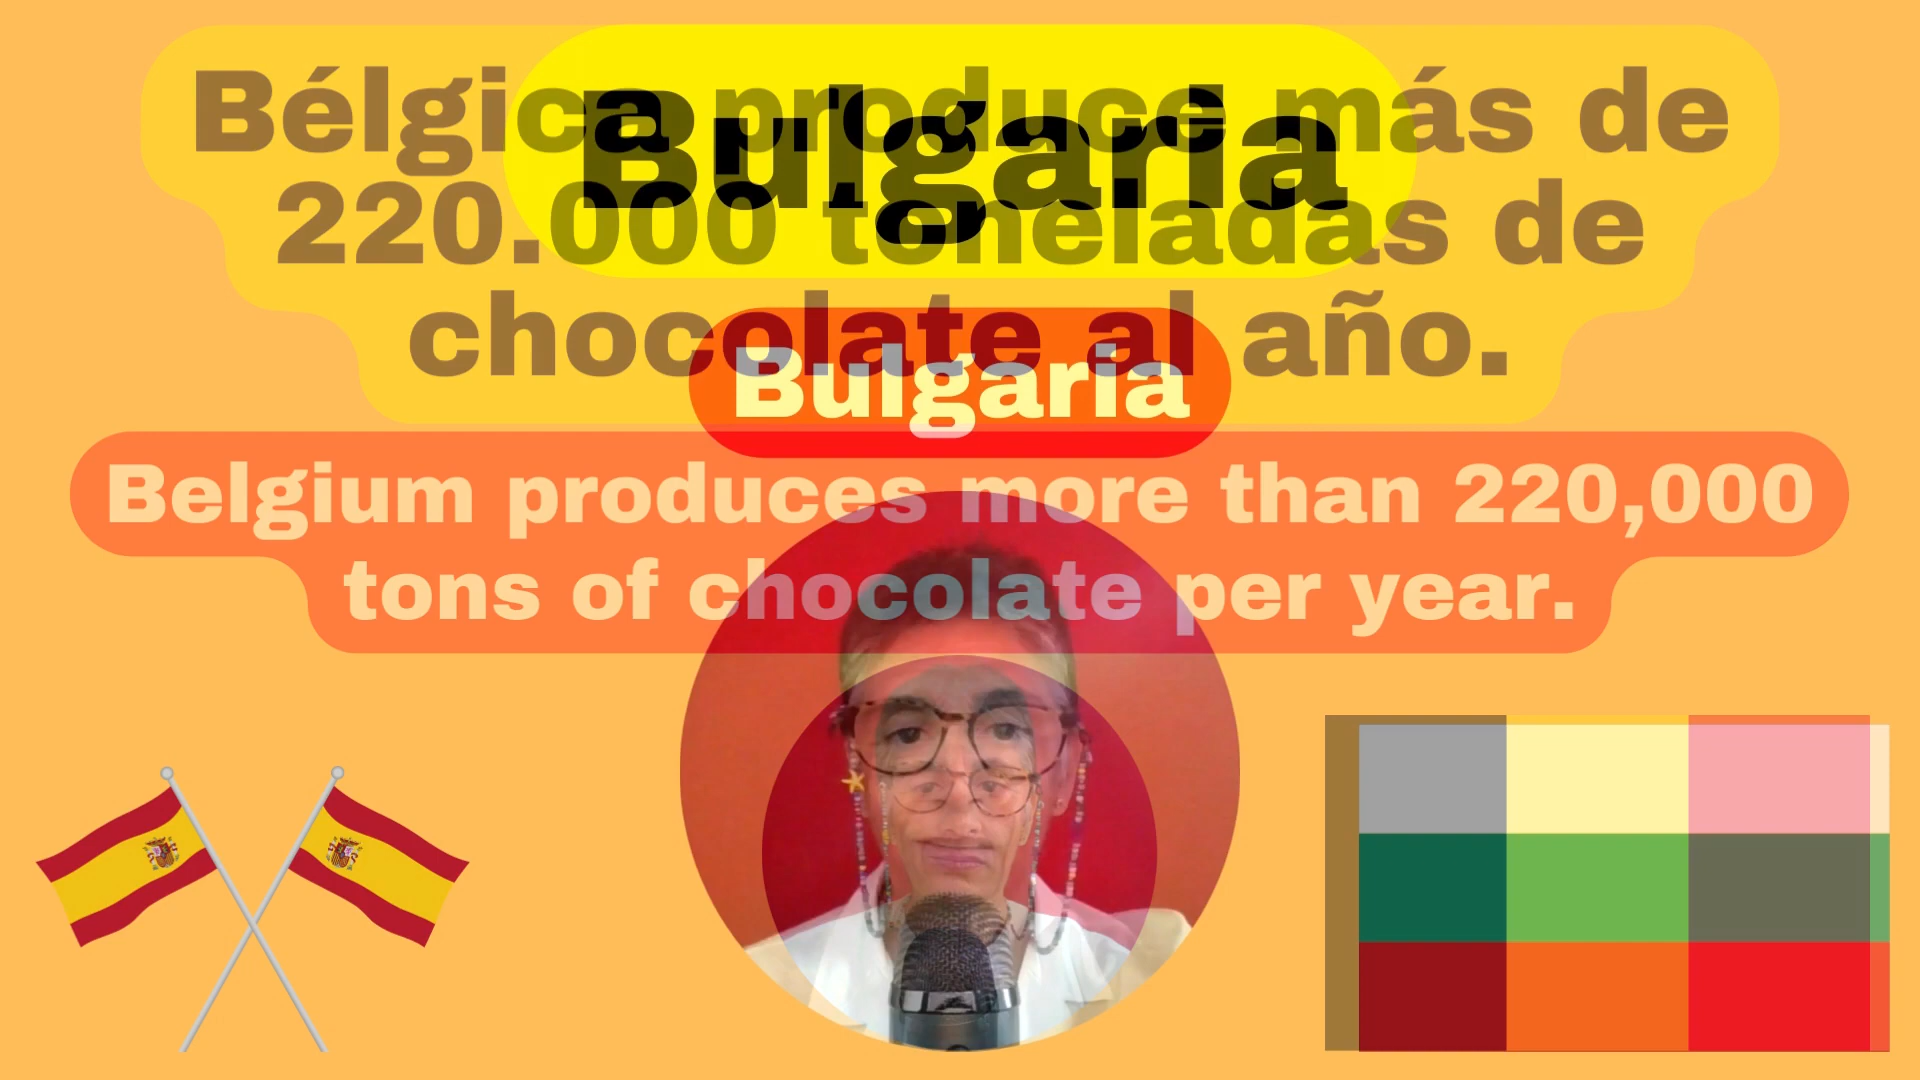 Bélgica produce más de
220.000 toneladas de
chocolate al año.
Bulgaria
Bulgaria
Belgium produces more than 220,000
tons of chocolate per year.